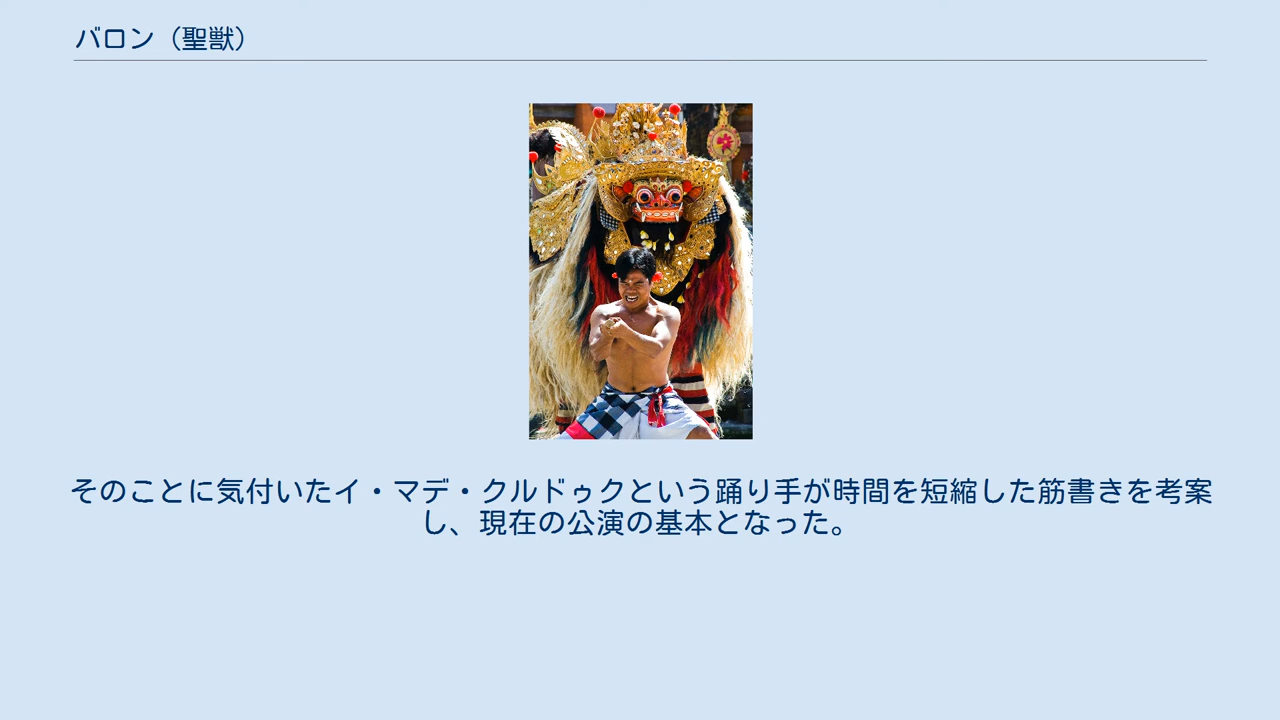 バロン（聖獣）
そのことに気付いたイ・マデ・クルドゥクという踊り手が時間を短縮した筋書きを考案
し、現在の公演の基本となった。